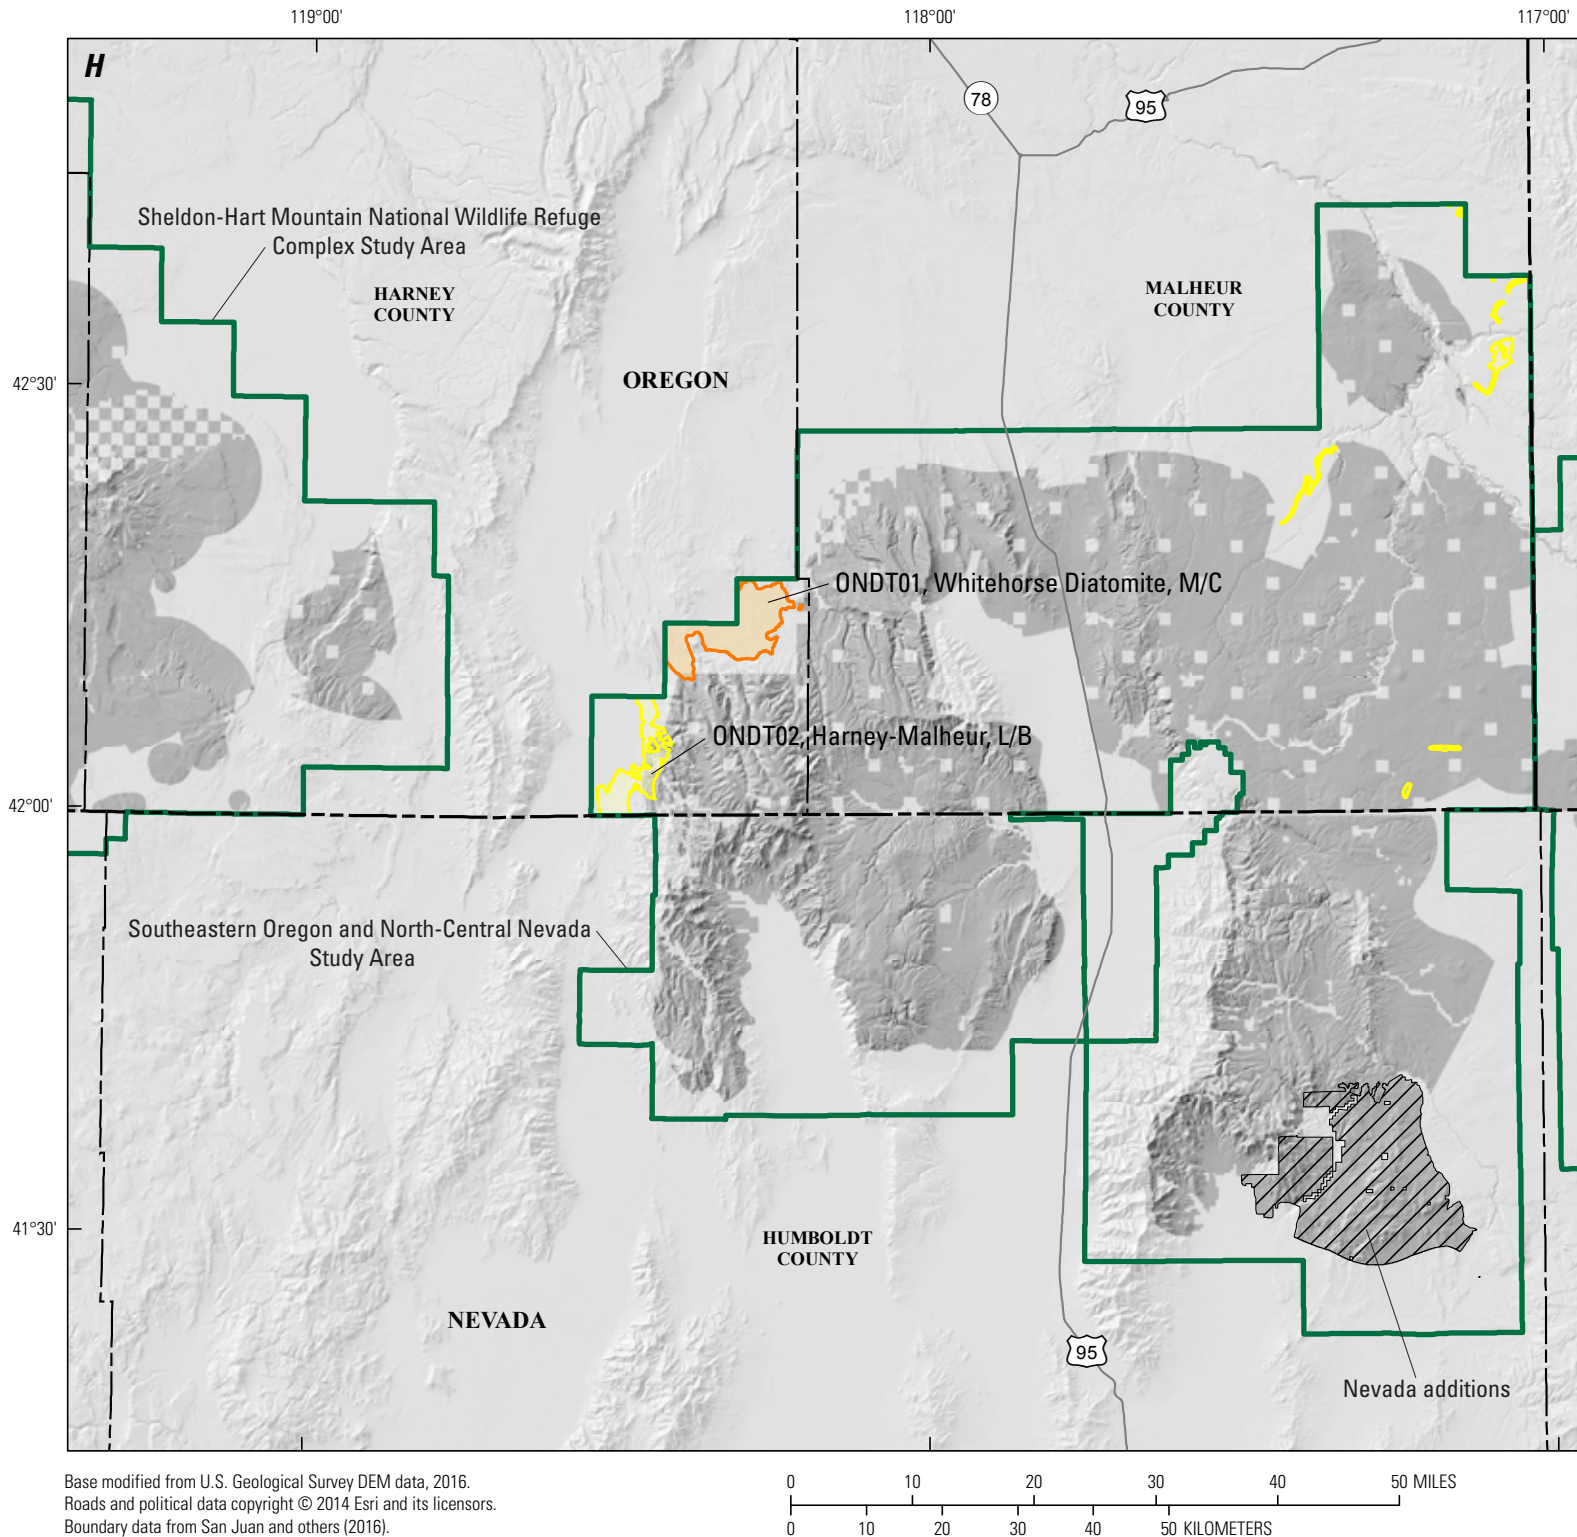 119°00'
118°00'
117°00'
H
78
95
Sheldon-Hart Mountain National Wildlife Refuge
Complex Study Area
HARNEY
COUNTY
MALHEUR
COUNTY
42°30'
OREGON
ONDT01, Whitehorse Diatomite, M/C
ONDT02, Harney-Malheur, L/B
42°00'
Southeastern Oregon and North-Central Nevada
Study Area
41°30'
HUMBOLDT
COUNTY
NEVADA
95
Nevada additions
Base modified from U.S. Geological Survey DEM data, 2016.
Roads and political data copyright © 2014 Esri and its licensors.
Boundary data from San Juan and others (2016).
0 10 20 30 40 50 MILES
0 10 20 30 40 50 KILOMETERS